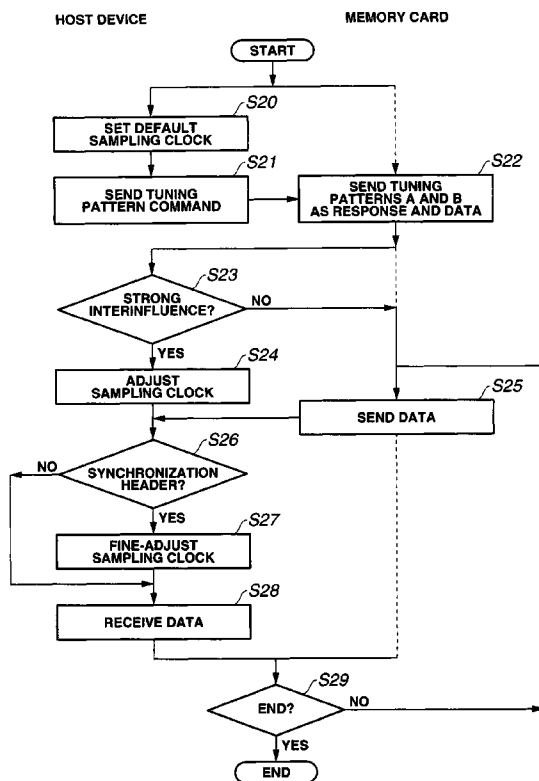 HOST DEVICE
MEMORY CARD
START
S20
SET DEFAULT
SAMPLING CLOCK
S21
SEND TUNING
PATTERN COMMAND
S22
SEND TUNING
PATTERNS A AND B
AS RESPONSE AND DATA
S23
STRONG
INTERINFLUENCE?
NO
YES
S24
ADJUST
SAMPLING CLOCK
S25
SEND DATA
S26
SYNCHRONIZATION
HEADER?
NO
YES
S27
FINE-ADJUST
SAMPLING CLOCK
S28
RECEIVE DATA
S29
END?
NO
YES
END